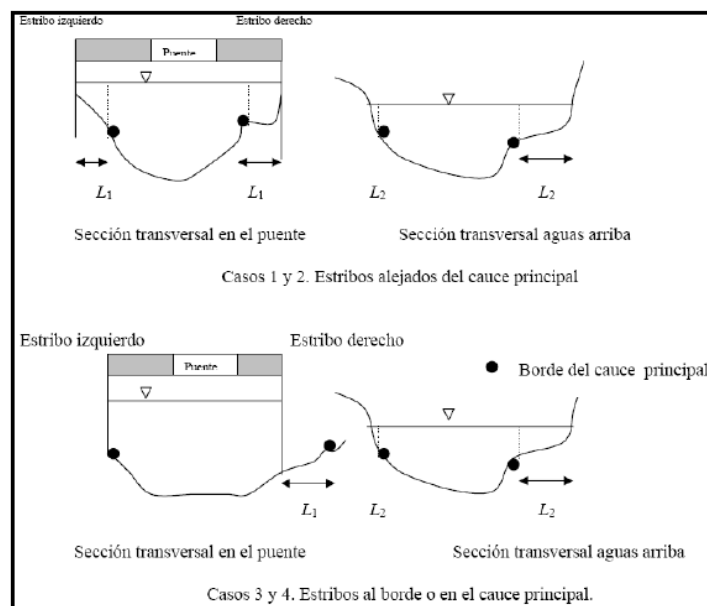 Estribo izquierdo Estribo derecho
Puente
L1 L1 L2 L2
Sección transversal en el puente Sección transversal aguas arriba
Casos 1 y 2. Estribos alejados del cauce principal
Estribo izquierdo Estribo derecho
Puente
Borde del cauce principal
L1 L2 L2
Sección transversal en el puente Sección transversal aguas arriba
Casos 3 y 4. Estribos al borde o en el cauce principal.